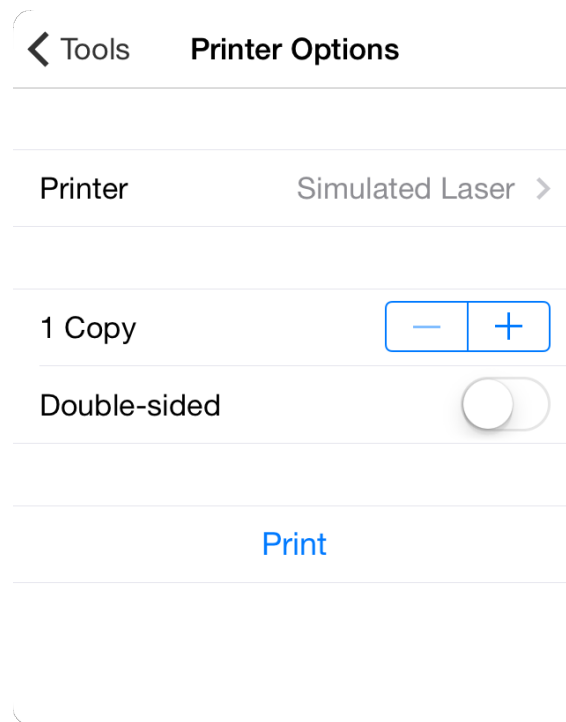 Tools Printer Options
Printer Simulated Laser
1 Copy
Double-sided
Print